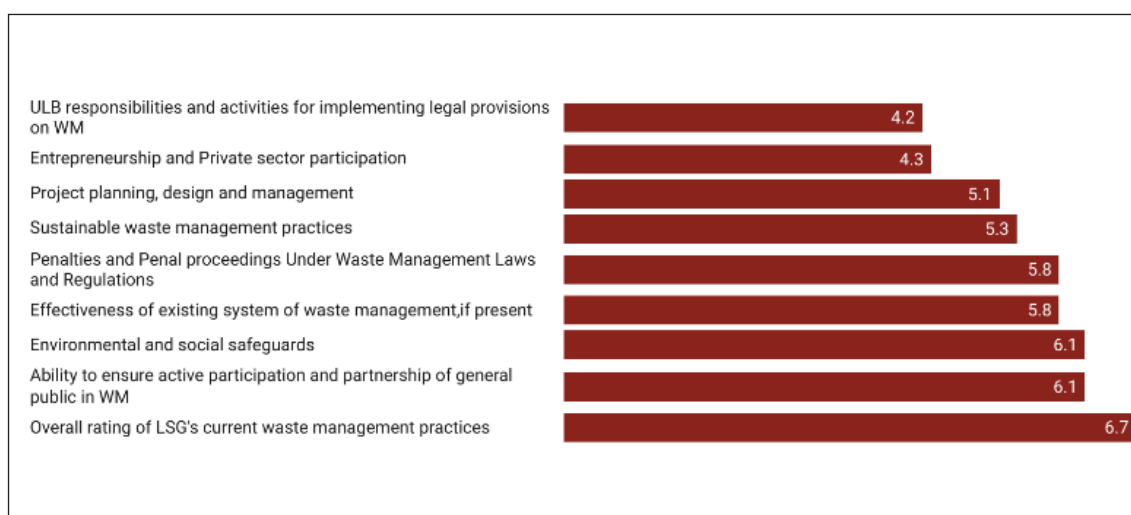 ULB responsibilities and activities for implementing legal provisions
on WM
4.2
Entrepreneurship and Private sector participation
4.3
Project planning, design and management
5.1
Sustainable waste management practices
5.3
Penalties and Penal proceedings Under Waste Management Laws
and Regulations
5.8
Effectiveness of existing system of waste management,if present
5.8
Environmental and social safeguards
6.1
Ability to ensure active participation and partnership of general
public in WM
6.1
Overall rating of LSG's current waste management practices
6.7